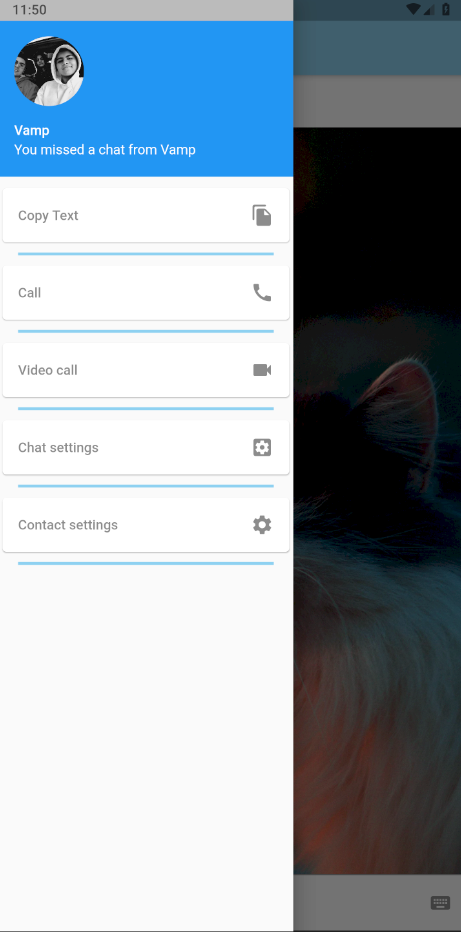 11:50
Vamp
You missed a chat from Vamp
Copy Text
Call
Video call
Chat settings
Contact settings